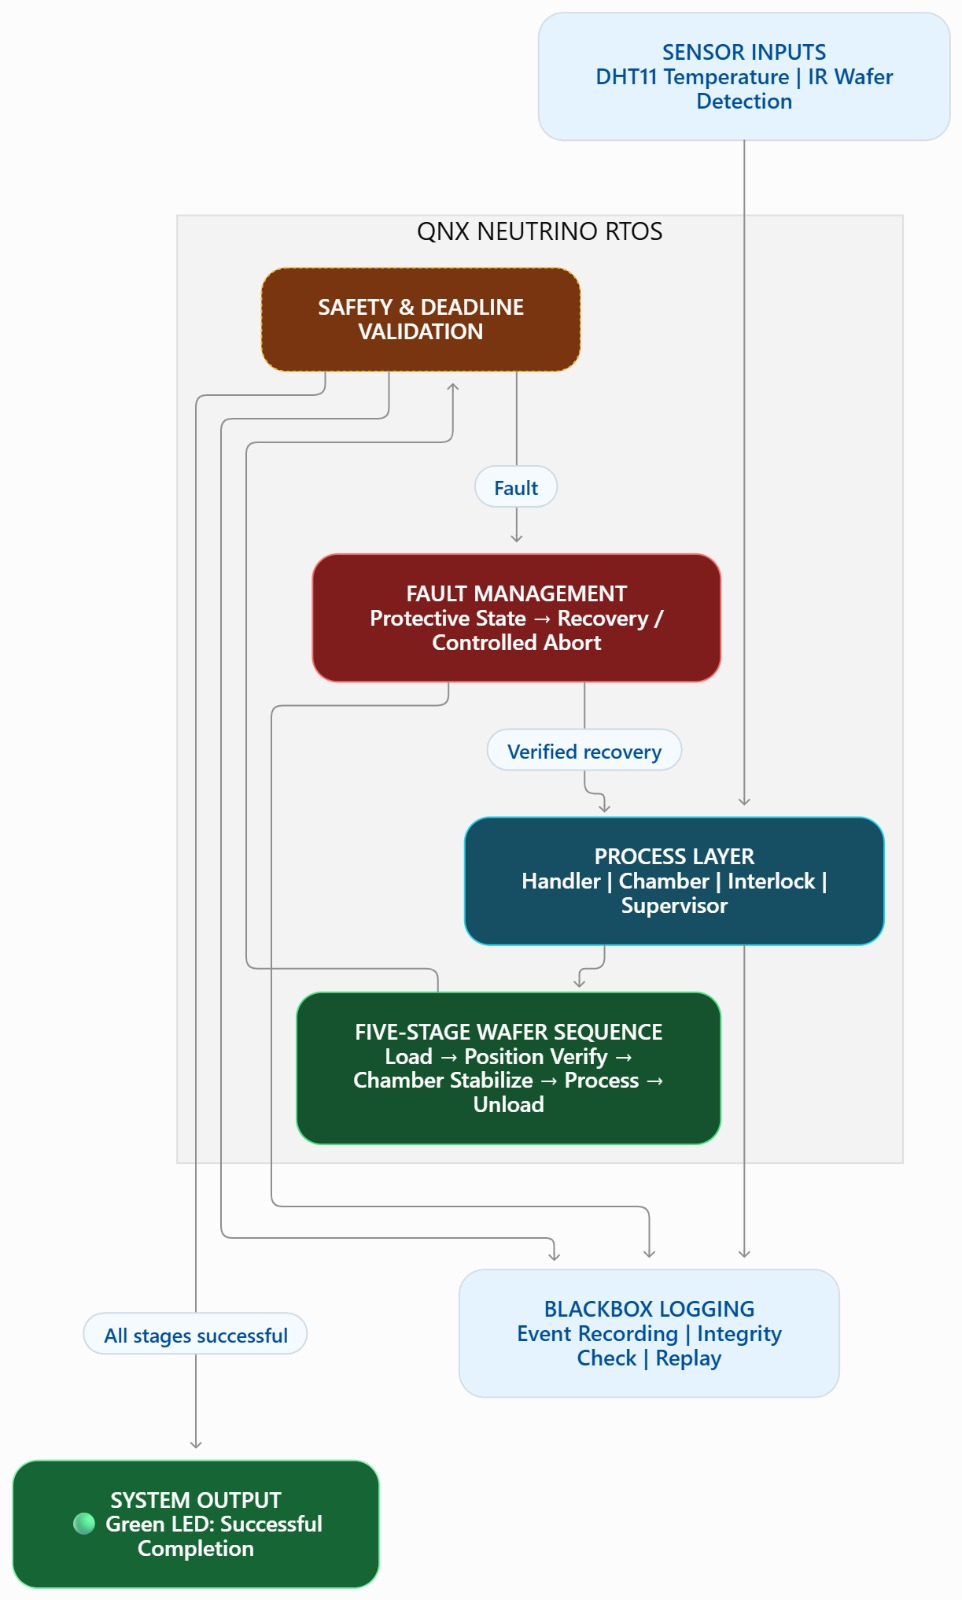 SENSOR INPUTS
DHT11 Temperature | IR Wafer
Detection
QNX NEUTRINO RTOS
SAFETY & DEADLINE
VALIDATION
Fault
FAULT MANAGEMENT
Protective State → Recovery /
Controlled Abort
Verified recovery
PROCESS LAYER
Handler | Chamber | Interlock |
Supervisor
FIVE-STAGE WAFER SEQUENCE
Load → Position Verify →
Chamber Stabilize → Process →
Unload
BLACKBOX LOGGING
Event Recording | Integrity
Check | Replay
All stages successful
SYSTEM OUTPUT
Green LED: Successful
Completion